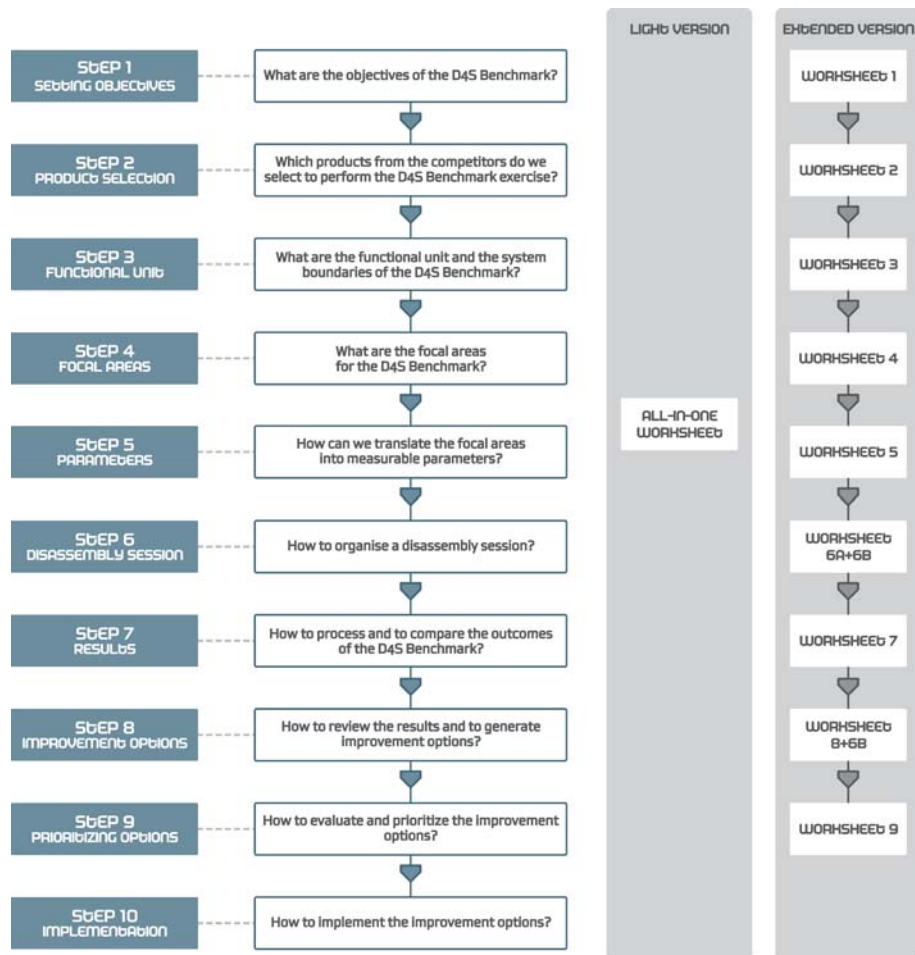 LIGHT VERSION
EXTENDED VERSION
STEP 1
SETTING OBJECTIVES
What are the objectives of the D4S Benchmark?
WORKSHEET 1
STEP 2
PRODUCT SELECTION
Which products from the competitors do we
select to perform the D4S Benchmark exercise?
WORKSHEET 2
STEP 3
FUNCTIONAL UNIT
What are the functional unit and the system
boundaries of the D4S Benchmark?
WORKSHEET 3
STEP 4
FOCAL AREAS
What are the focal areas
for the D4S Benchmark?
WORKSHEET 4
ALL-IN-ONE
WORKSHEET
STEP 5
PARAMETERS
How can we translate the focal areas
into measurable parameters?
WORKSHEET 5
STEP 6
DISASSEMBLY SESSION
How to organise a disassembly session?
WORKSHEET
6A+6B
STEP 7
RESULTS
How to process and to compare the outcomes
of the D4S Benchmark?
WORKSHEET 7
STEP 8
IMPROVEMENT OPTIONS
How to review the results and to generate
improvement options?
WORKSHEET
8+6B
STEP 9
PRIORITIZING OPTIONS
How to evaluate and prioritize the improvement
options?
WORKSHEET 9
STEP 10
IMPLEMENTATION
How to implement the improvement options?